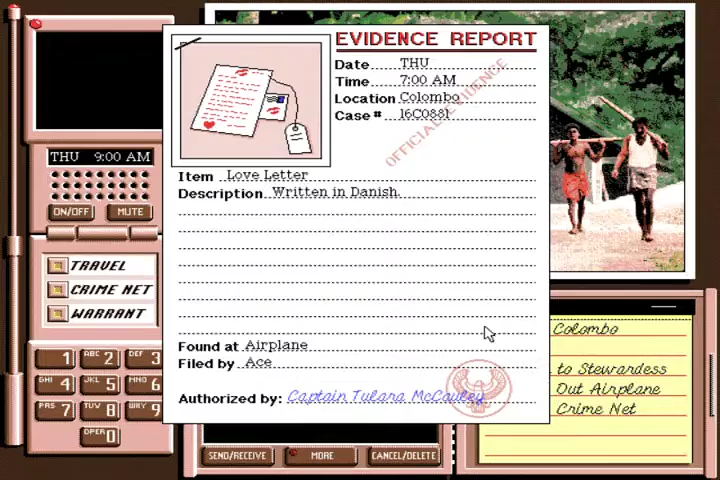 EVIDENCE REPORT
Date THU
Time 7:00 AM
Location Colombo
Case # 16C0881
OFFICIAL EVIDENCE
Item Love Letter
Description Written in Danish.
Found at Airplane
Filed by Ace
Authorized by: Captain Tulara McCauley
THU 9:00 AM
ON/OFF MUTE
TRAVEL
CRIME NET
WARRANT
1 ABC 2 DEF 3
GHI 4 JKL 5 MNO 6
PRS 7 TUV 8 WXY 9
OPER 0
SEND/RECEIVE MORE CANCEL/DELETE
Colombo
to Stewardess
Out Airplane
Crime Net